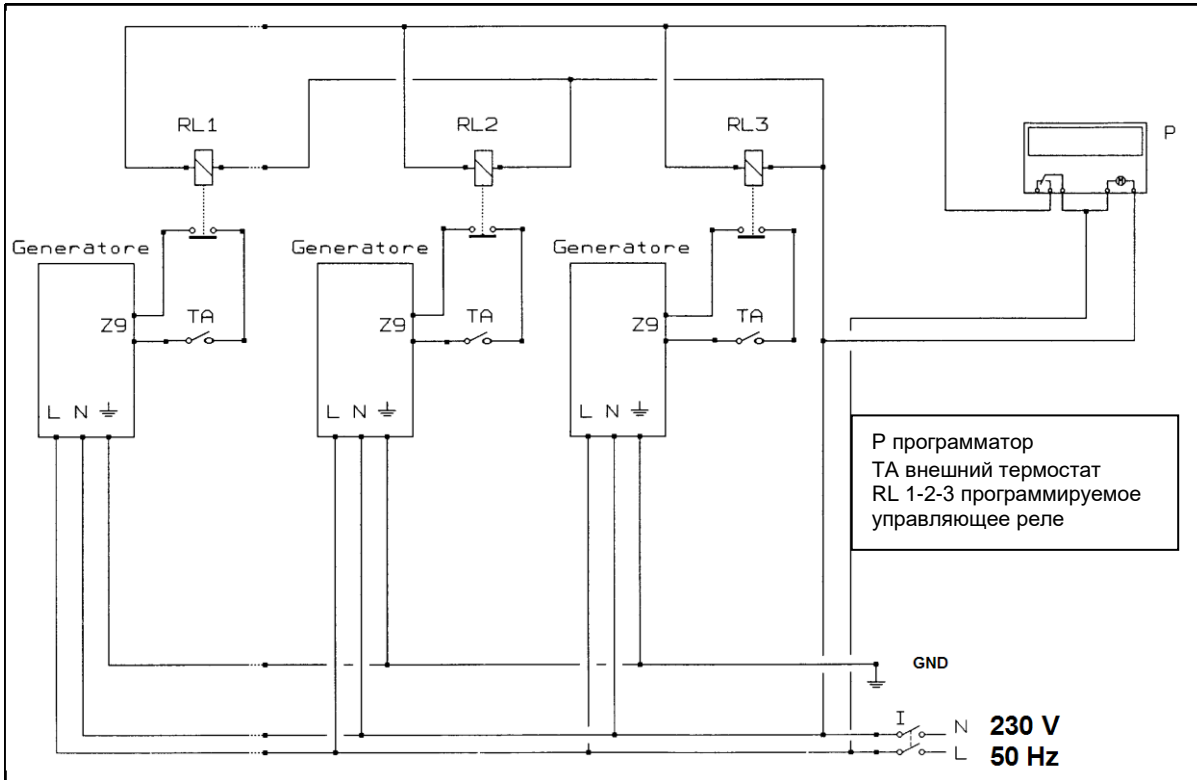 RL1
RL2
RL3
P
Generatore
Generatore
Generatore
Z9
TA
Z9
TA
Z9
TA
M
L N
L N
L N
P программатор
TA внешний термостат
RL 1-2-3 программируемое
управляющее реле
GND
I
N 230 V
L 50 Hz